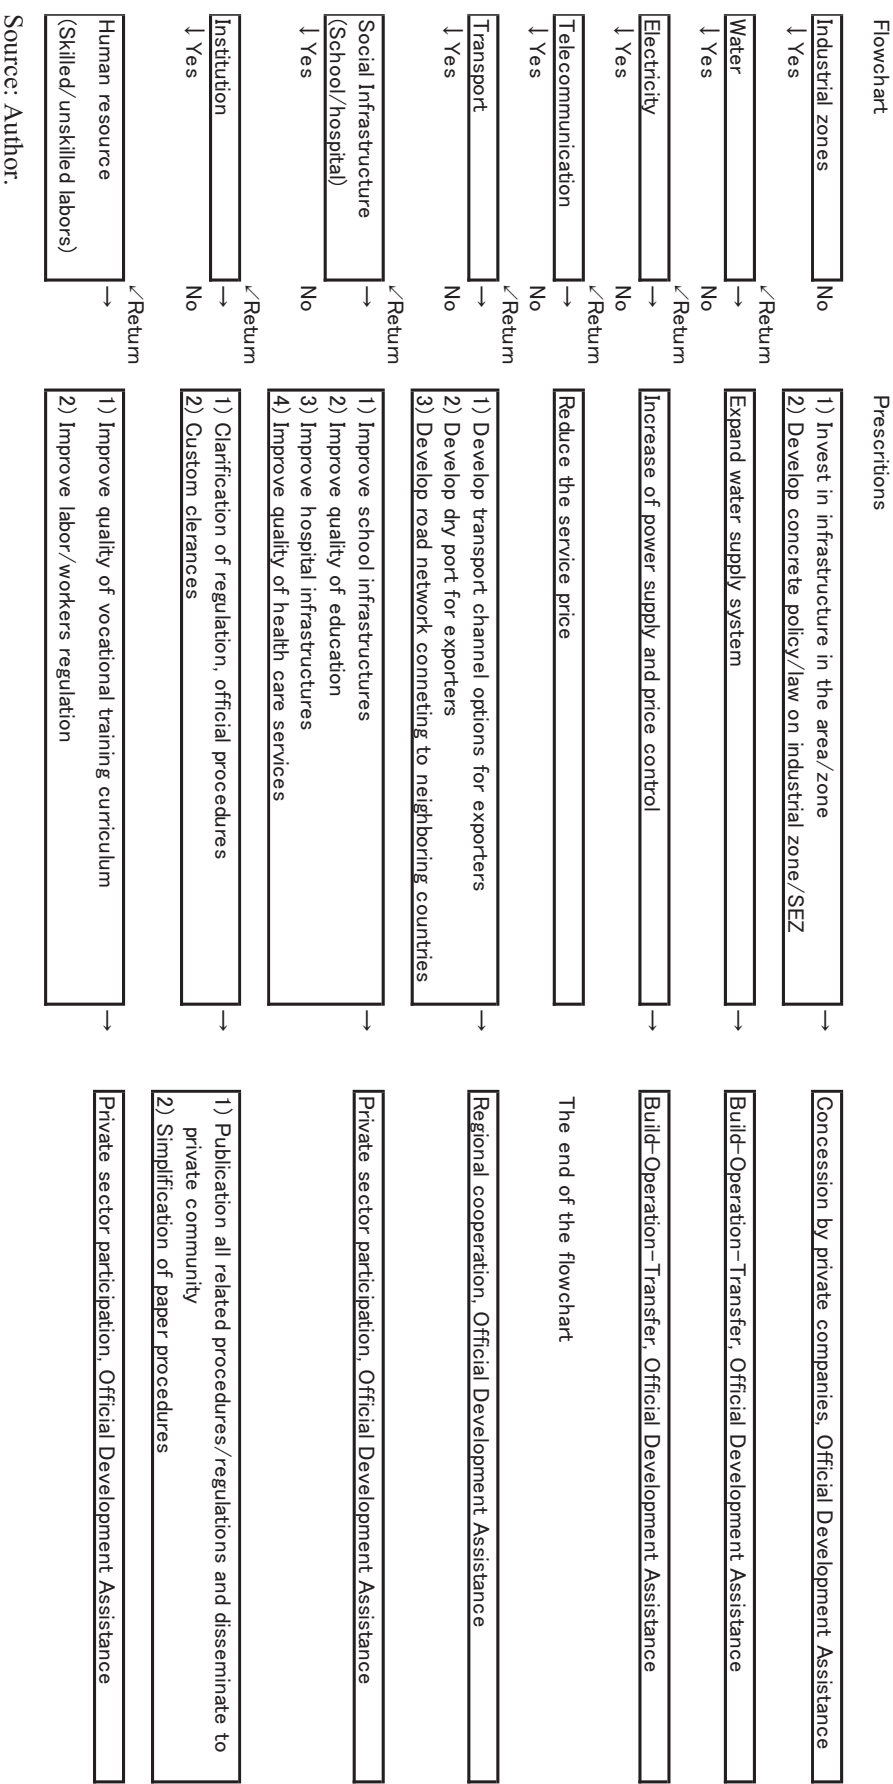 Flowchart
Prescritions
Industrial zones
↓ Yes
No
1) Invest in infrastructure in the area/zone
2) Develop concrete policy/law on industrial zone/SEZ
→
Concession by private companies, Official Development Assistance
↙Return
Water
→
↓ Yes
No
Expand water supply system
→
Build-Operation-Transfer, Official Development Assistance
↙Return
Electricity
→
↓ Yes
No
Increase of power supply and price control
→
Build-Operation-Transfer, Official Development Assistance
↙Return
Telecommunication
→
↓ Yes
No
Reduce the service price
The end of the flowchart
↙Return
Transport
→
↓ Yes
No
1) Develop transport channel options for exporters
2) Develop dry port for exporters
3) Develop road network conneting to neighboring countries
→
Regional cooperation, Official Development Assistance
↙Return
Social Infrastructure
(School/hospital)
→
↓ Yes
No
1) Improve school infrastructures
2) Improve quality of education
3) Improve hospital infrastructures
4) Improve quality of health care services
→
Private sector participation, Official Development Assistance
↙Return
Institution
→
↓ Yes
No
1) Clarification of regulation, official procedures
2) Custom clerances
→
1) Publication all related procedures/regulations and disseminate to
private community
2) Simplification of paper procedures
↙Return
Human resource
(Skilled/unskilled labors)
→
1) Improve quality of vocational training curriculum
2) Improve labor/workers regulation
→
Private sector participation, Official Development Assistance
Source: Author.